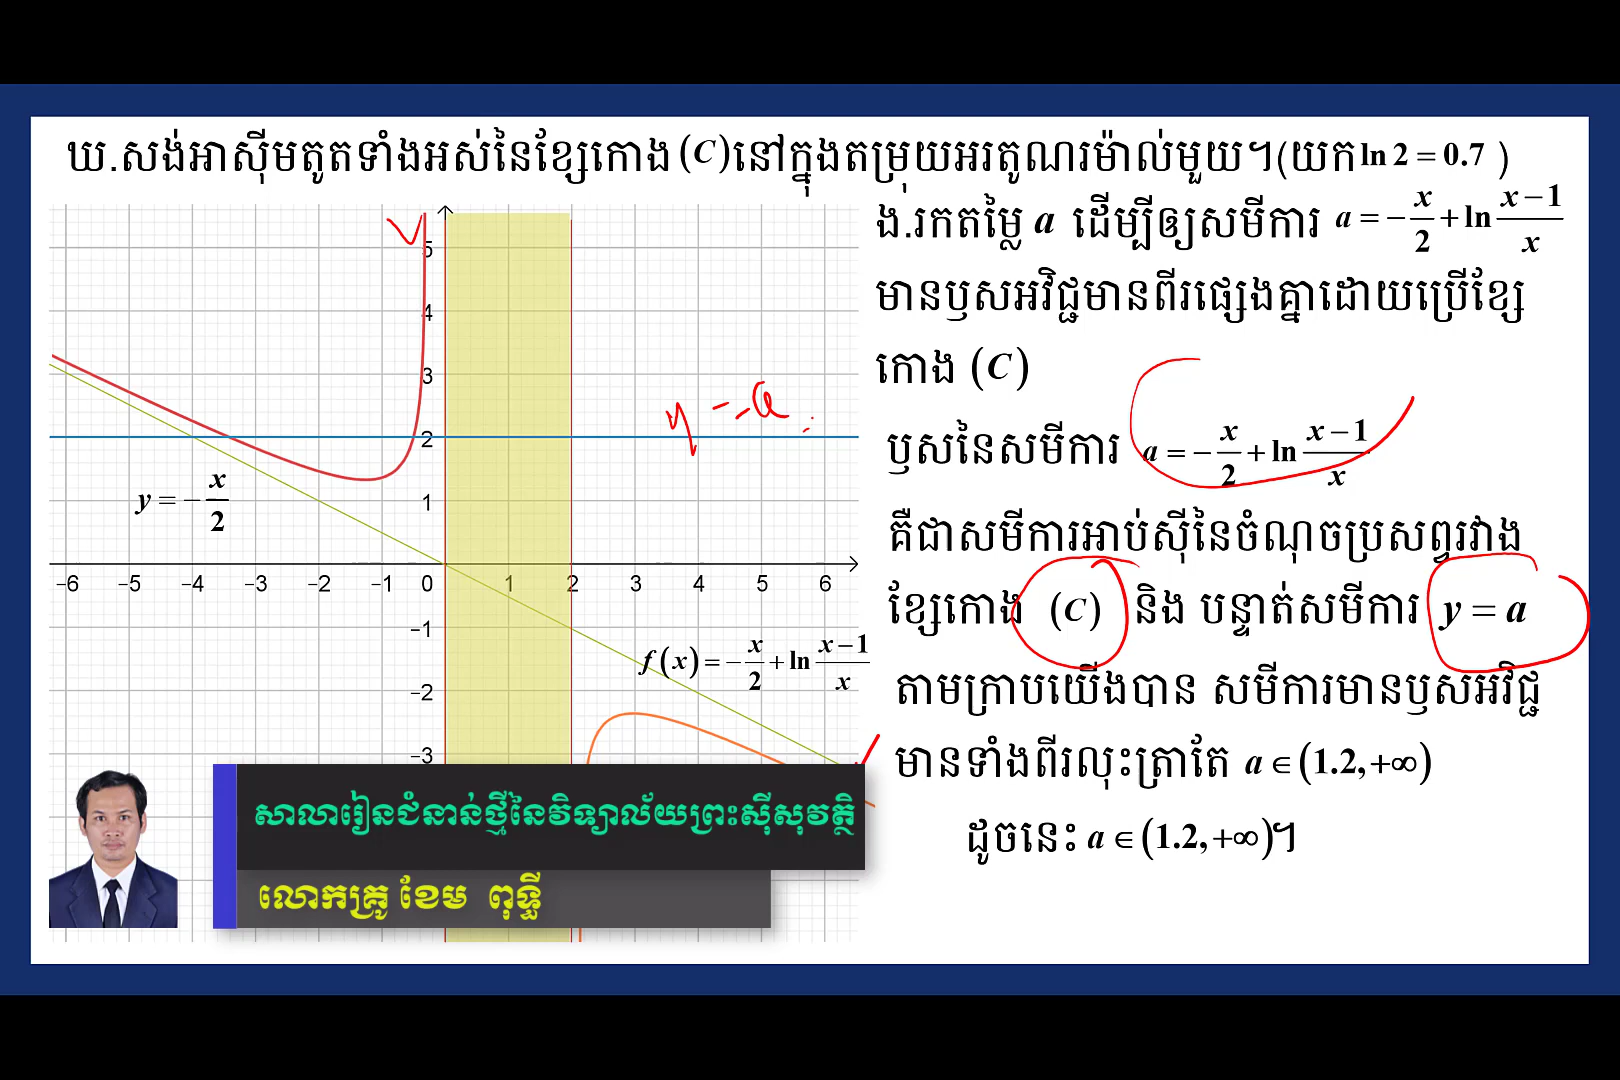 ឃ.សង់អាស៊ីមតូតទាំងអស់នៃខ្សែកោង (C) នៅក្នុងតម្រុយអរតូណរម៉ាល់មួយ។(យក ln 2 = 0.7 )
ង.រកតម្លៃ a ដើម្បីឲ្យសមីការ a = -x/2 + ln (x-1)/x
មានឫសអវិជ្ជមានពីរផ្សេងគ្នាដោយប្រើខ្សែ
កោង (C)
ឫសនៃសមីការ a = -x/2 + ln (x-1)/x
គឺជាសមីការអាប់ស៊ីនៃចំណុចប្រសព្វរវាង
ខ្សែកោង (C) និង បន្ទាត់សមីការ y = a
តាមក្រាបយើងបាន សមីការមានឫសអវិជ្ជ
មានទាំងពីរលុះត្រាតែ a ∈ (1.2, +∞)
ដូចនេះ a ∈ (1.2, +∞)។
5
4
3
y = a
2
y = -x/2
1
-6 -5 -4 -3 -2 -1 0 1 2 3 4 5 6
-1
f(x) = -x/2 + ln (x-1)/x
-2
-3
សាលារៀនជំនាន់ថ្មីនៃវិទ្យាល័យព្រះស៊ីសុវត្ថិ
លោកគ្រូ ខែម ពុទ្ធី